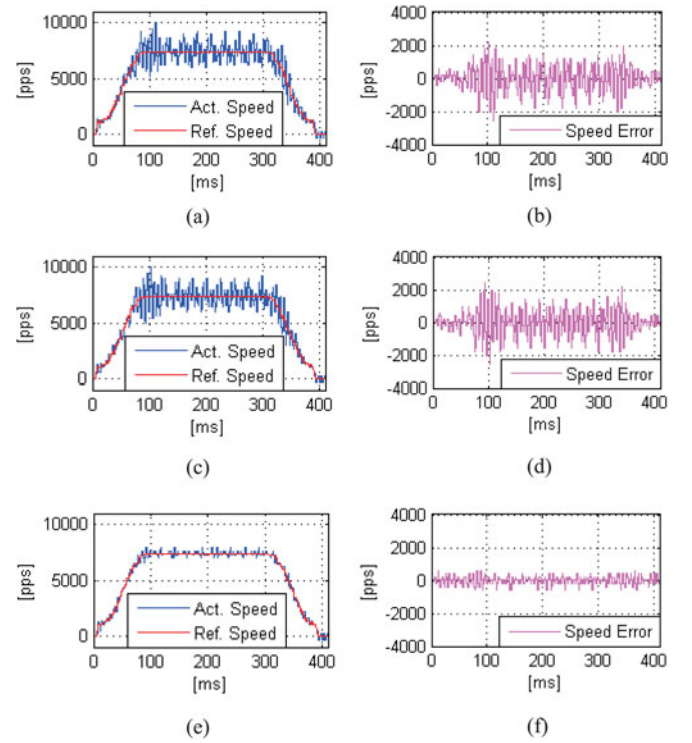 10000
5000
0
[pps]
Act. Speed
Ref. Speed
0 100 200 300 400
[ms]
(a)
4000
2000
0
-2000
-4000
[pps]
Speed Error
0 100 200 300 400
[ms]
(b)
10000
5000
0
[pps]
Act. Speed
Ref. Speed
0 100 200 300 400
[ms]
(c)
4000
2000
0
-2000
-4000
[pps]
Speed Error
0 100 200 300 400
[ms]
(d)
10000
5000
0
[pps]
Act. Speed
Ref. Speed
0 100 200 300 400
[ms]
(e)
4000
2000
0
-2000
-4000
[pps]
Speed Error
0 100 200 300 400
[ms]
(f)